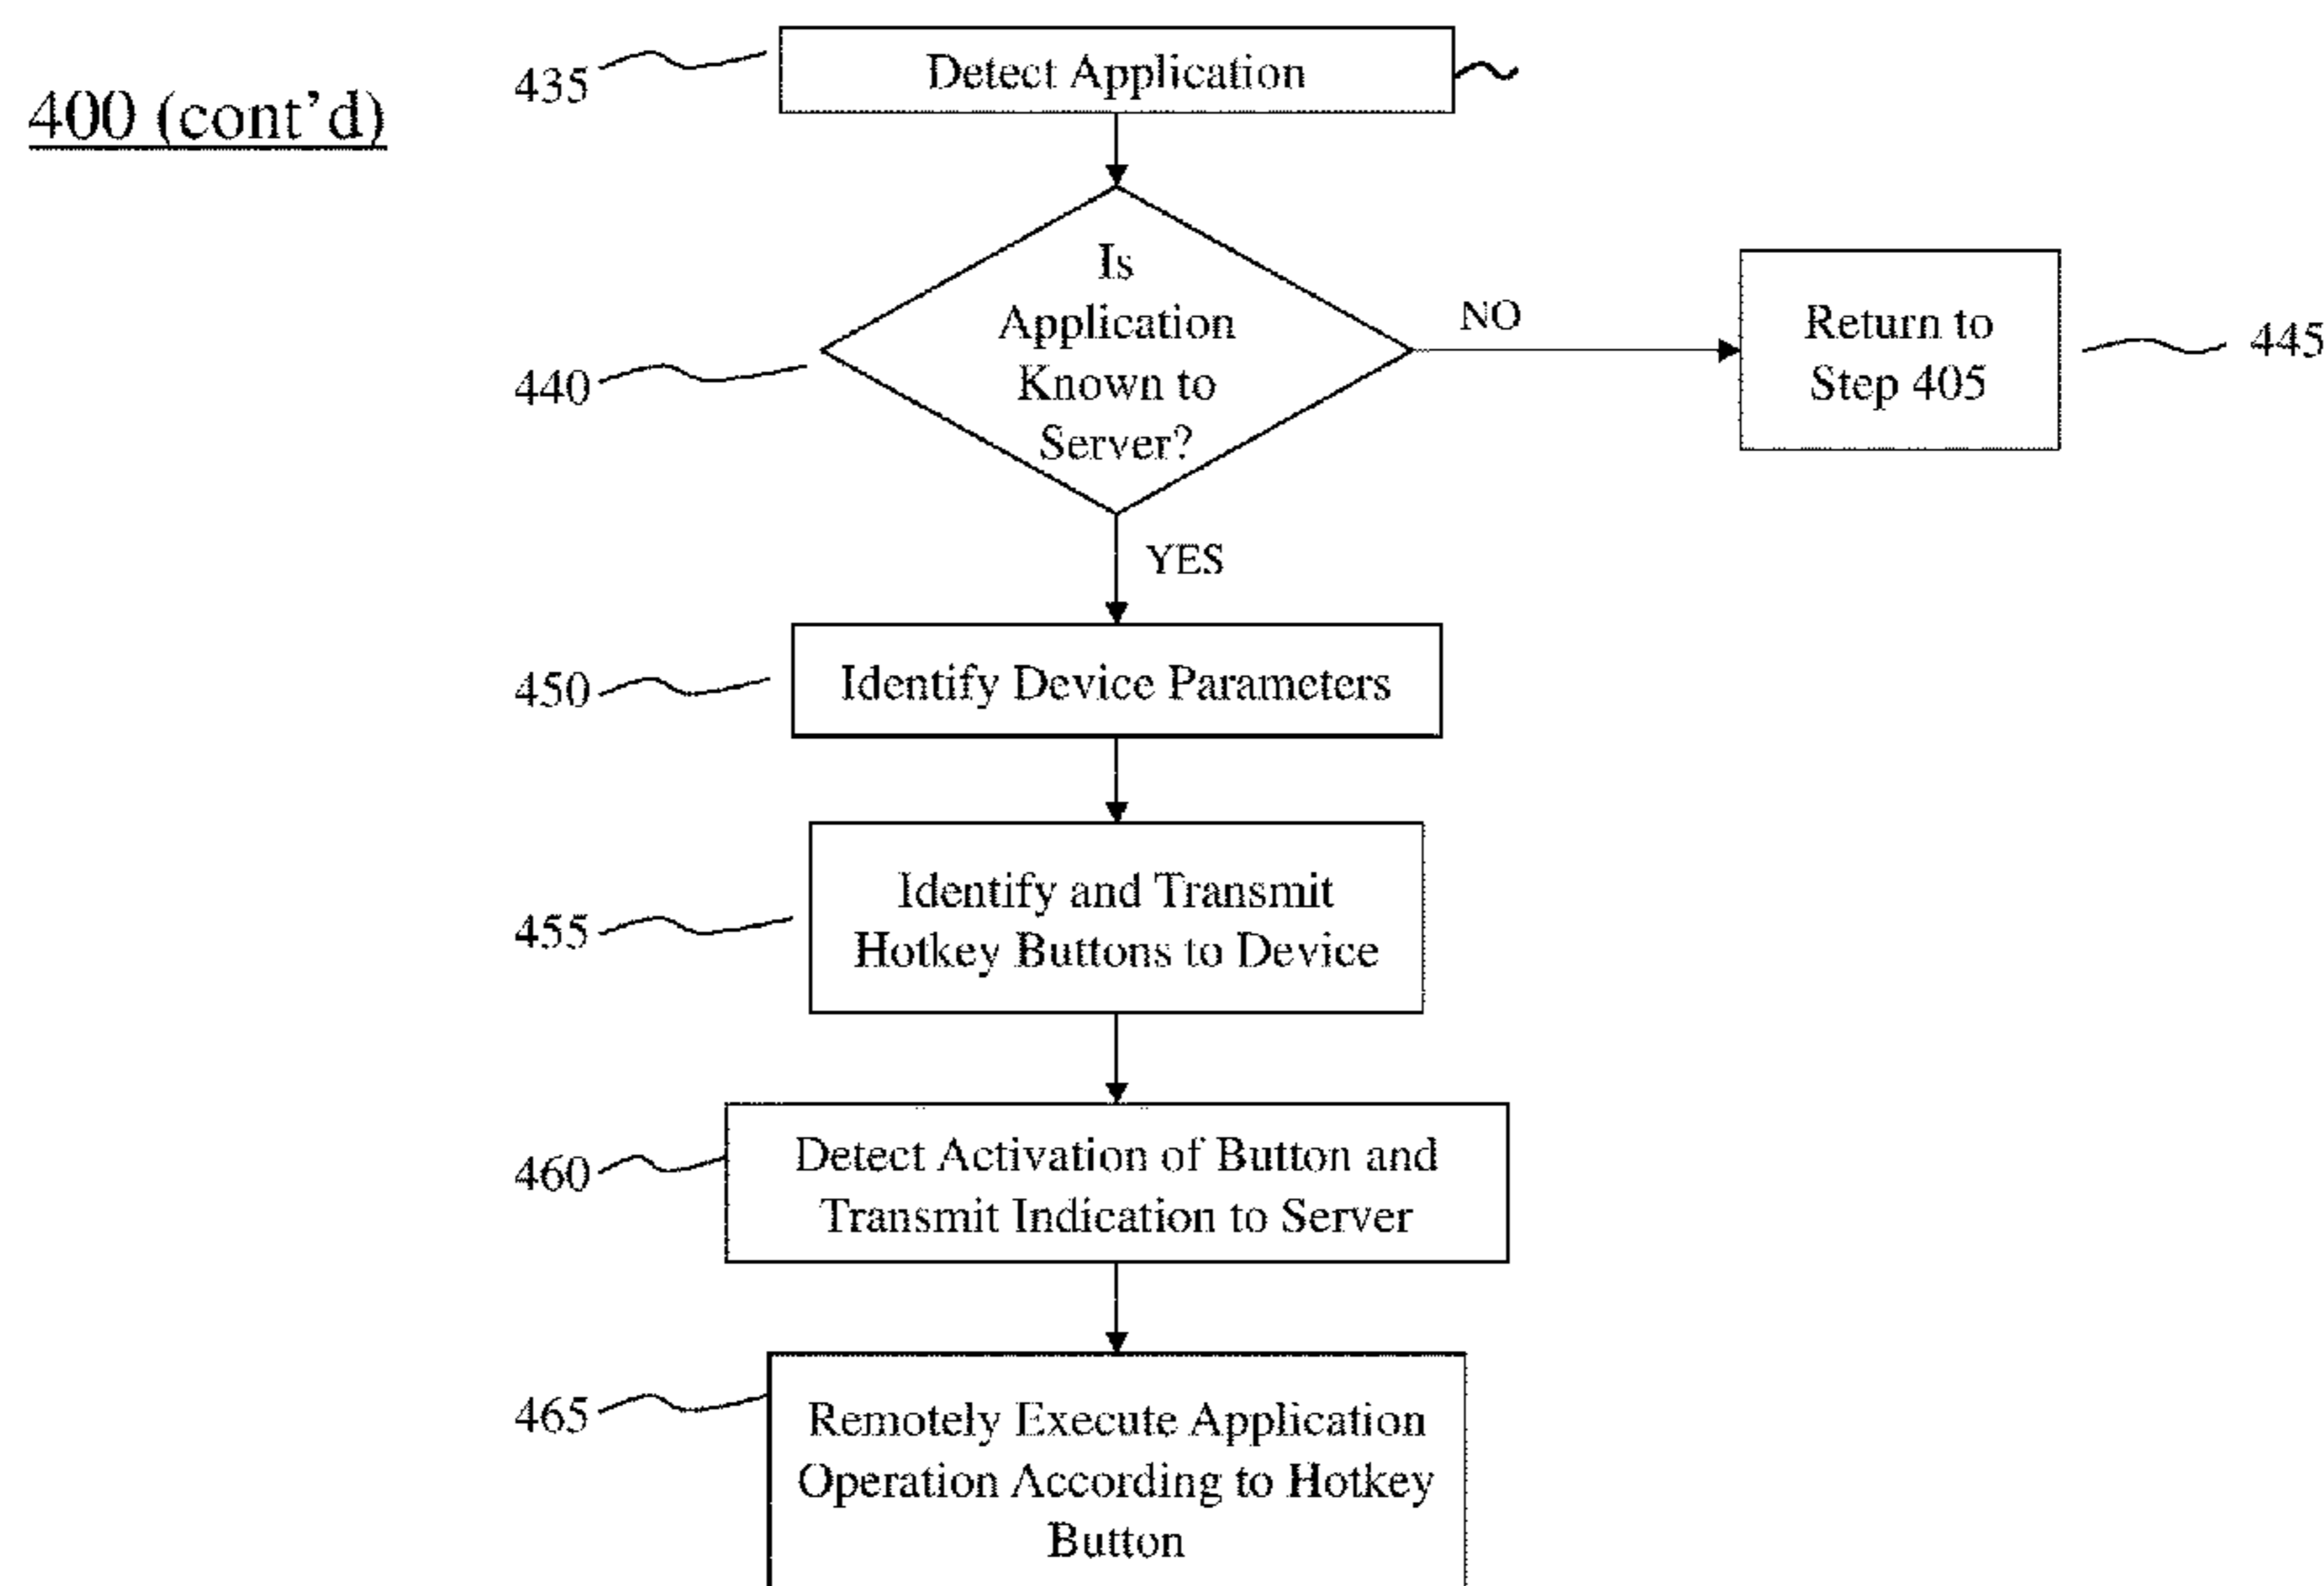 400 (cont'd)
435
Detect Application
Is
Application
Known to
Server?
440
NO
Return to
Step 405
445
YES
450
Identify Device Parameters
455
Identify and Transmit
Hotkey Buttons to Device
460
Detect Activation of Button and
Transmit Indication to Server
465
Remotely Execute Application
Operation According to Hotkey
Button